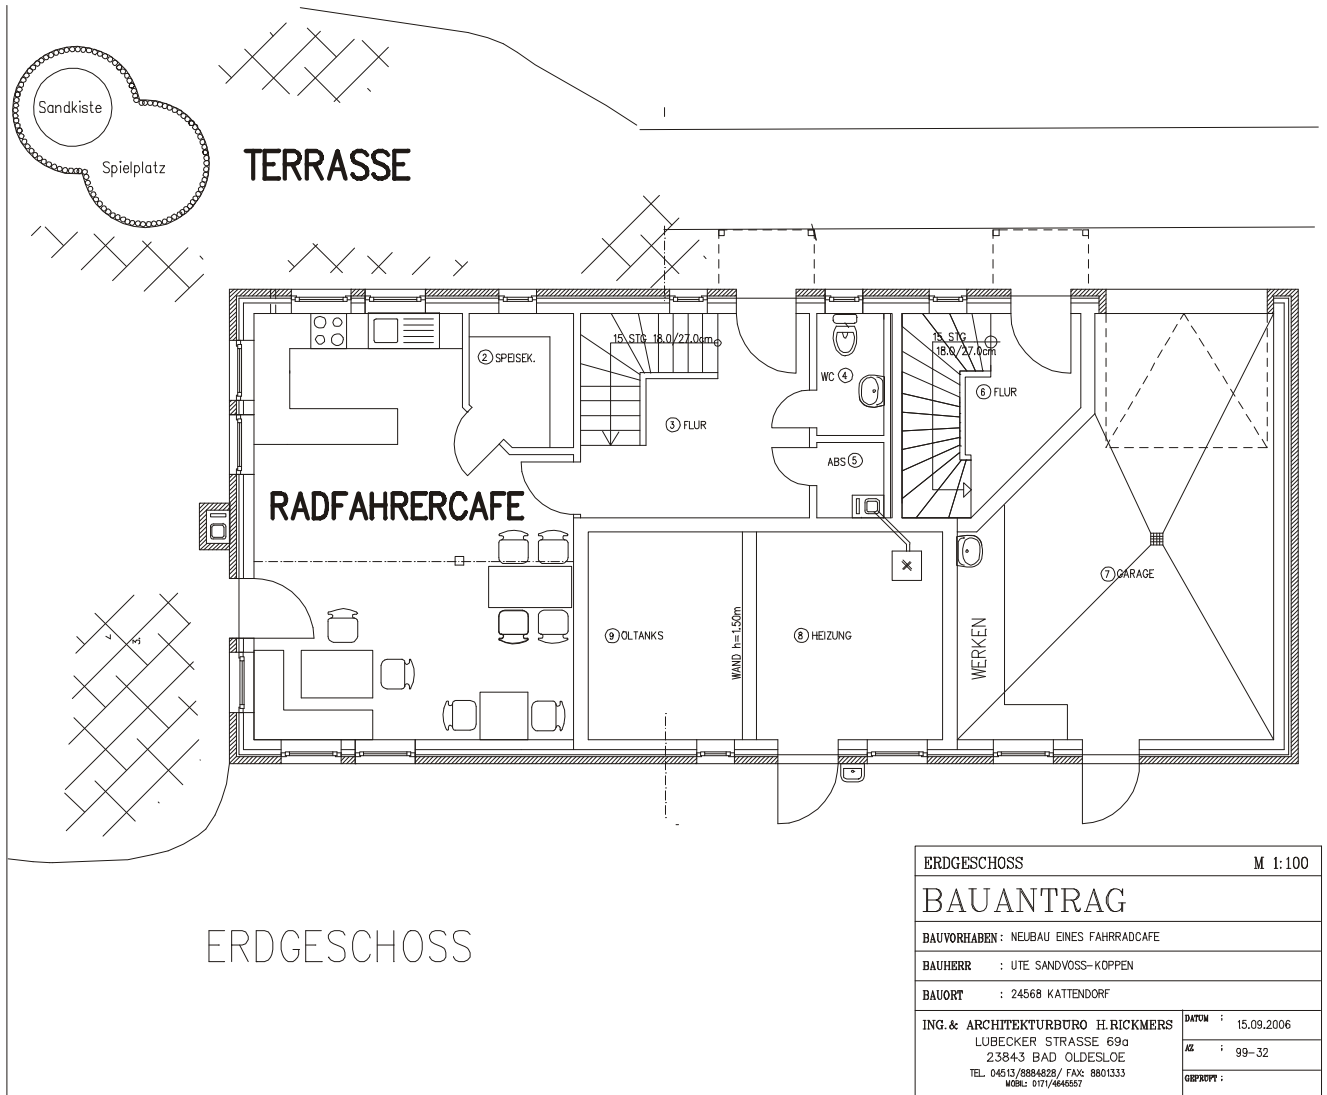 Sandkiste
Spielplatz
TERRASSE
15 STG 18.0/27.0cm
15 STG
18.0/27.0cm
2 SPEISEK.
WC 4
6 FLUR
3 FLUR
ABS 5
RADFAHRERCAFE
7 GARAGE
9 OLTANKS
WAND h=1.50m
8 HEIZUNG
WERKEN
ERDGESCHOSS
ERDGESCHOSS M 1:100
BAUANTRAG
BAUVORHABEN : NEUBAU EINES FAHRRADCAFE
BAUHERR : UTE SANDVOSS-KÖPPEN
BAUORT : 24568 KATTENDORF
ING.& ARCHITEKTURBÜRO H.RICKMERS
LÜBECKER STRASSE 69a
23843 BAD OLDESLOE
TEL. 04513/8884828/ FAX: 8801333
MOBIL: 0171/4645557
DATUM : 15.09.2006
AZ : 99-32
GEPRÜFT :